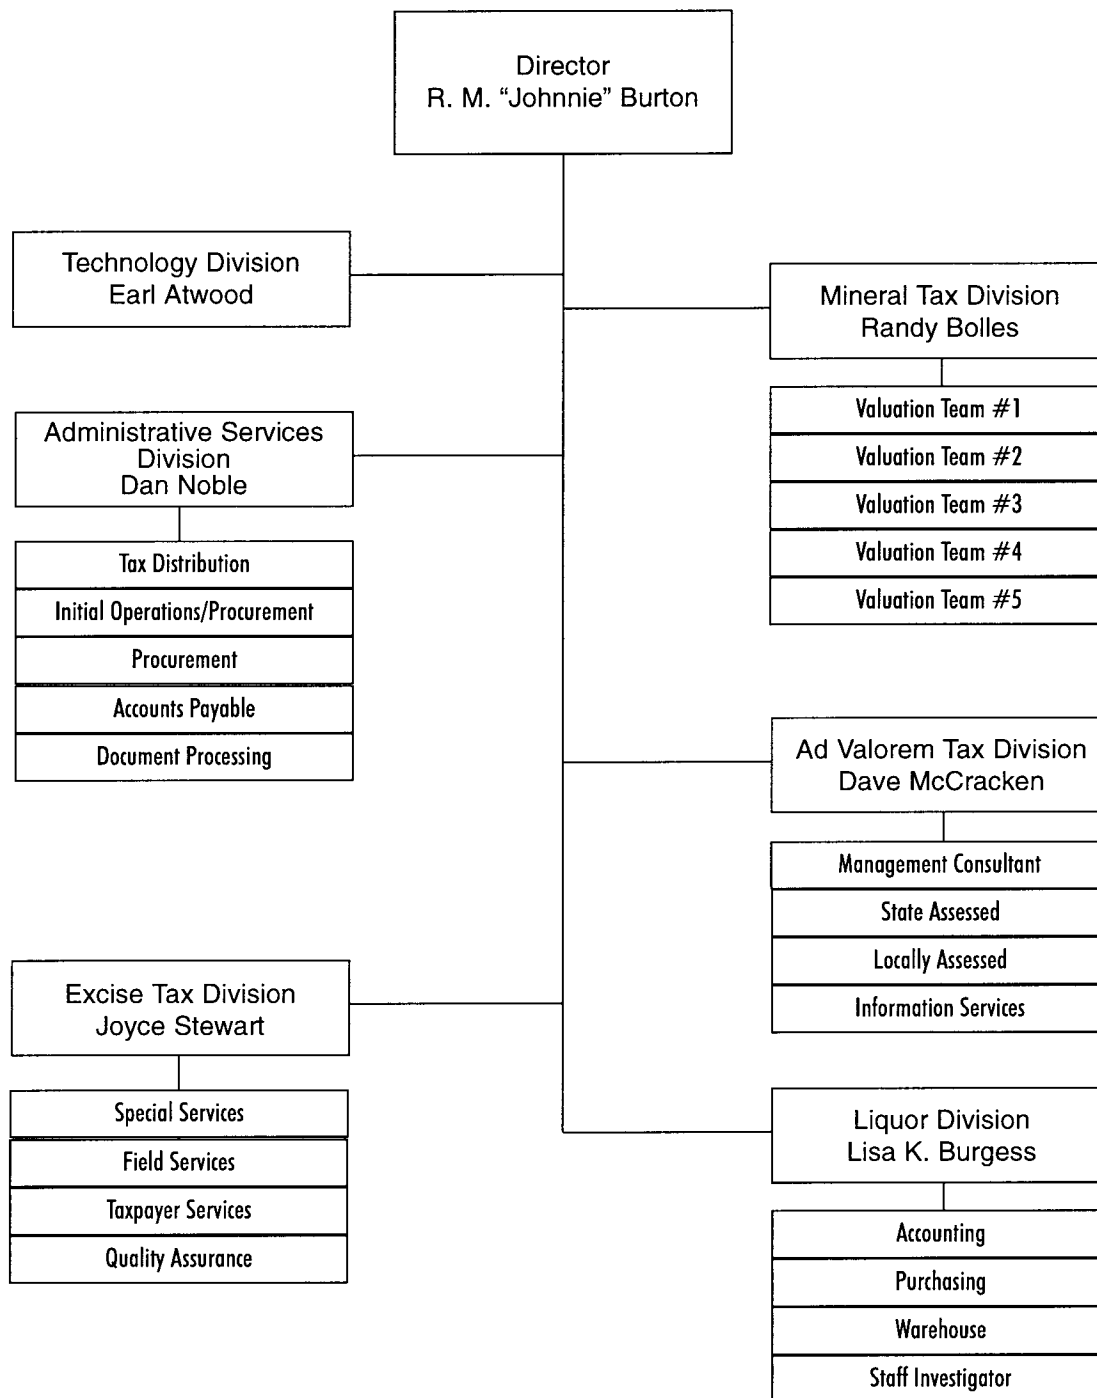 Director
R. M. “Johnnie” Burton
Technology Division
Earl Atwood
Mineral Tax Division
Randy Bolles
Valuation Team #1
Valuation Team #2
Valuation Team #3
Valuation Team #4
Valuation Team #5
Administrative Services
Division
Dan Noble
Tax Distribution
Initial Operations/Procurement
Procurement
Accounts Payable
Document Processing
Ad Valorem Tax Division
Dave McCracken
Management Consultant
State Assessed
Locally Assessed
Information Services
Excise Tax Division
Joyce Stewart
Special Services
Field Services
Taxpayer Services
Quality Assurance
Liquor Division
Lisa K. Burgess
Accounting
Purchasing
Warehouse
Staff Investigator